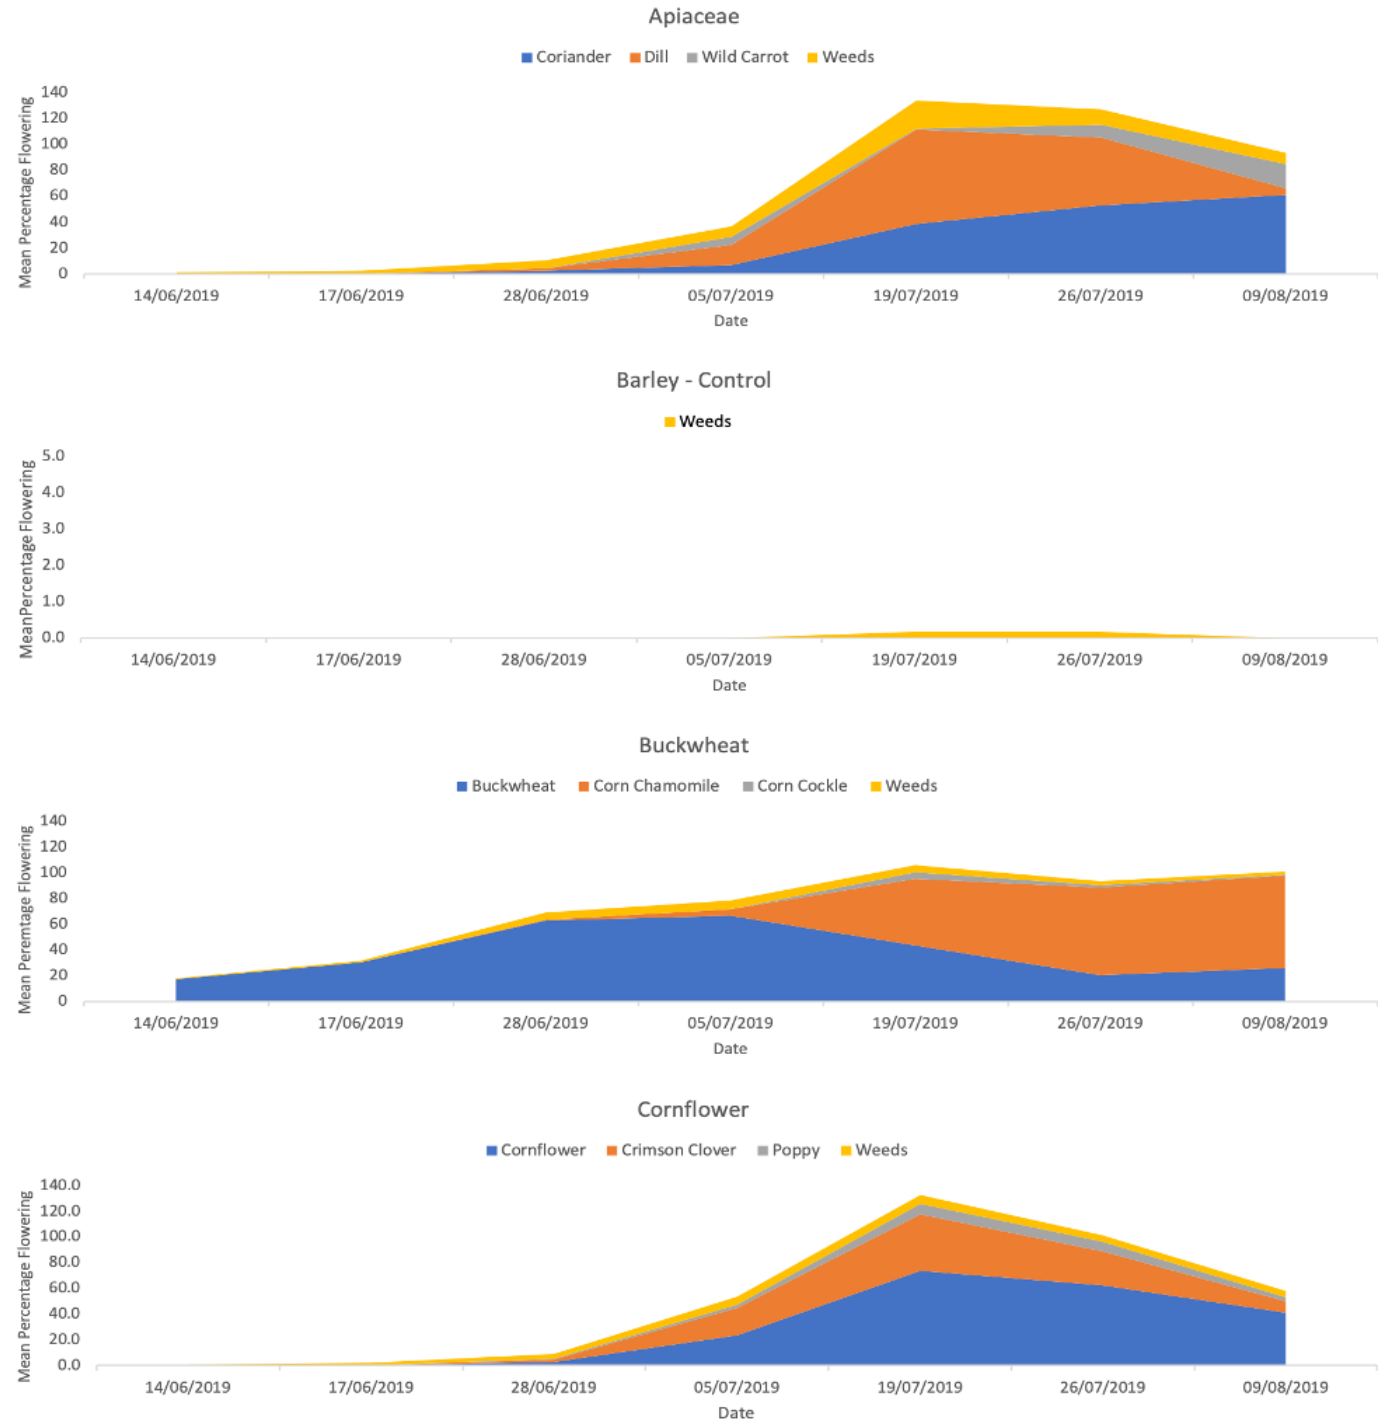 Apiaceae
Coriander Dill Wild Carrot Weeds
Mean Percentage Flowering
140
120
100
80
60
40
20
0
14/06/2019 17/06/2019 28/06/2019 05/07/2019 19/07/2019 26/07/2019 09/08/2019
Date
Barley - Control
Weeds
MeanPercentage Flowering
5.0
4.0
3.0
2.0
1.0
0.0
14/06/2019 17/06/2019 28/06/2019 05/07/2019 19/07/2019 26/07/2019 09/08/2019
Date
Buckwheat
Buckwheat Corn Chamomile Corn Cockle Weeds
Mean Peremtage Flowering
140
120
100
80
60
40
20
0
14/06/2019 17/06/2019 28/06/2019 05/07/2019 19/07/2019 26/07/2019 09/08/2019
Date
Cornflower
Cornflower Crimson Clover Poppy Weeds
Mean Percentage Flowering
140.0
120.0
100.0
80.0
60.0
40.0
20.0
0.0
14/06/2019 17/06/2019 28/06/2019 05/07/2019 19/07/2019 26/07/2019 09/08/2019
Date